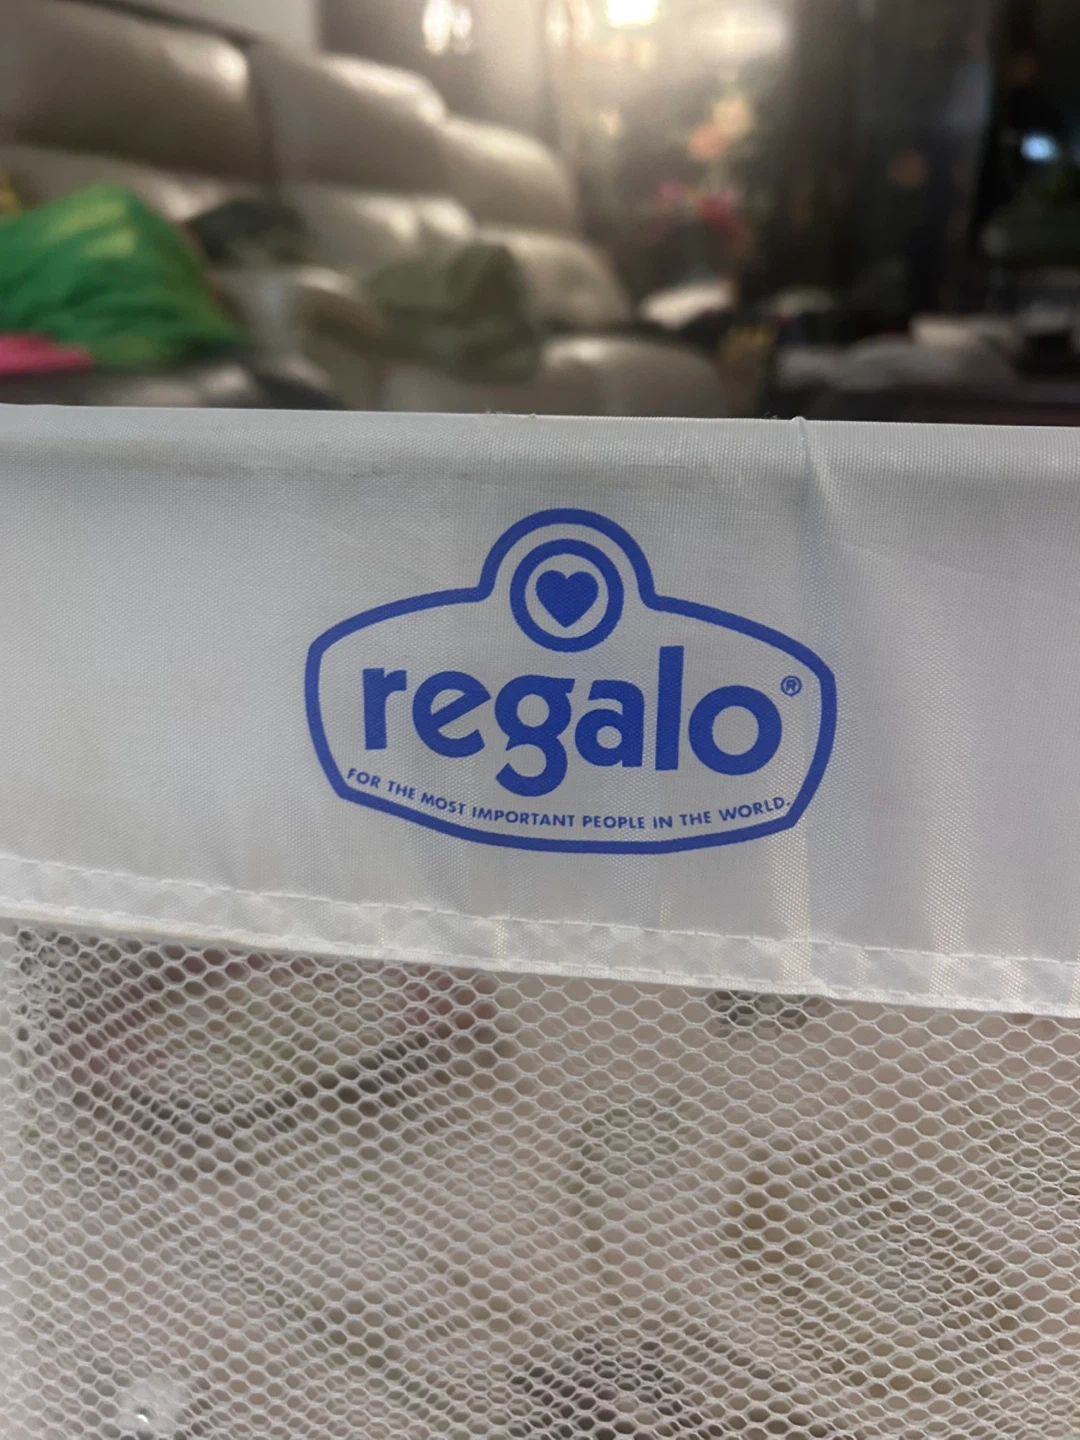 regalo®
FOR THE MOST IMPORTANT PEOPLE IN THE WORLD.